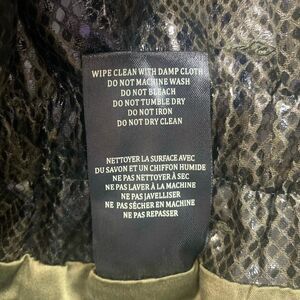 WIPE CLEAN WITH DAMP CLOTH
DO NOT MACHINE WASH
DO NOT BLEACH
DO NOT TUMBLE DRY
DO NOT IRON
DO NOT DRY CLEAN
NETTOYER LA SURFACE AVEC
DU SAVON ET UN CHIFFON HUMIDE
NE PAS NETTOYER À SEC
NE PAS LAVER À LA MACHINE
NE PAS JAVELLISER
NE PAS SÉCHER EN MACHINE
NE PAS REPASSER